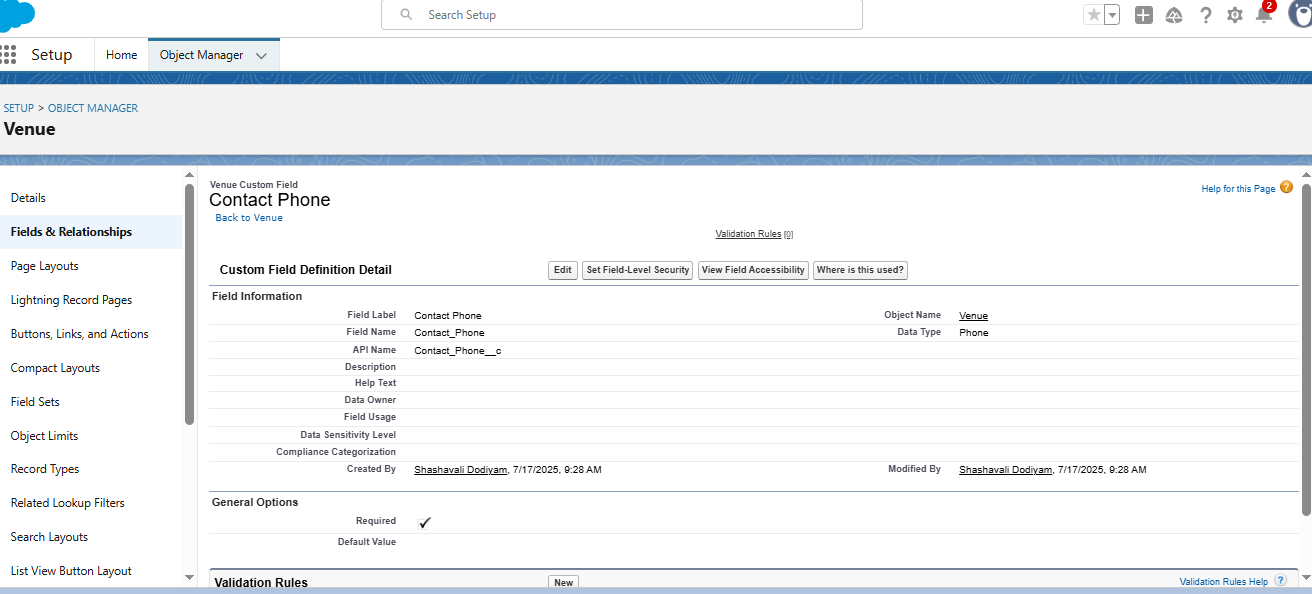 Search Setup
2
Setup Home Object Manager
SETUP > OBJECT MANAGER
Venue
Details
Fields & Relationships
Page Layouts
Lightning Record Pages
Buttons, Links, and Actions
Compact Layouts
Field Sets
Object Limits
Record Types
Related Lookup Filters
Search Layouts
List View Button Layout
Venue Custom Field
Contact Phone
Back to Venue
Help for this Page ?
Validation Rules [0]
Custom Field Definition Detail Edit Set Field-Level Security View Field Accessibility Where is this used?
Field Information
Field Label Contact Phone Object Name Venue
Field Name Contact_Phone Data Type Phone
API Name Contact_Phone__c
Description
Help Text
Data Owner
Field Usage
Data Sensitivity Level
Compliance Categorization
Created By Shashavali Dodiyam, 7/17/2025, 9:28 AM Modified By Shashavali Dodiyam, 7/17/2025, 9:28 AM
General Options
Required ✓
Default Value
Validation Rules New Validation Rules Help ?